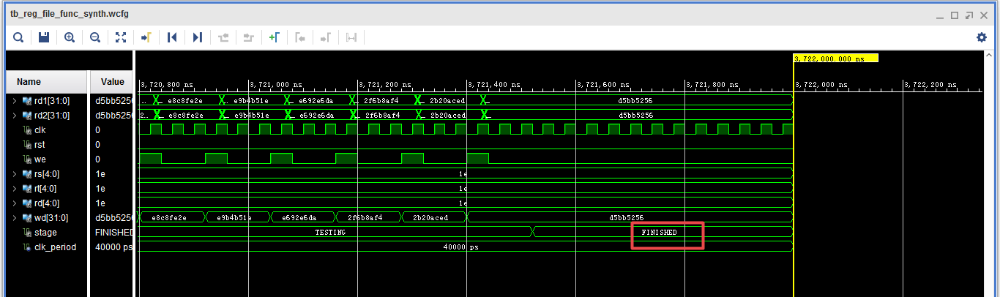 tb_reg_file_func_synth.wcfg
3,722,000.000 ns
Name Value 3,720,800 ns 3,721,000 ns 3,721,200 ns 3,721,400 ns 3,721,600 ns 3,721,800 ns 3,722,000 ns 3,722,200 ns
rd1[31:0] d5bb5256 ... e8c8fe2e e9b4b51e e692e6da 2f6b8af4 2b20aced d5bb5256
rd2[31:0] d5bb5256 2... e8c8fe2e e9b4b51e e692e6da 2f6b8af4 2b20aced d5bb5256
clk 0
rst 0
we 0
rs[4:0] 1e 1e
rt[4:0] 1e 1e
rd[4:0] 1e 1e
wd[31:0] d5bb5256 e8c8fe2e e9b4b51e e692e6da 2f6b8af4 2b20aced d5bb5256
stage FINISHED TESTING FINISHED
clk_period 40000 ps 40000 ps